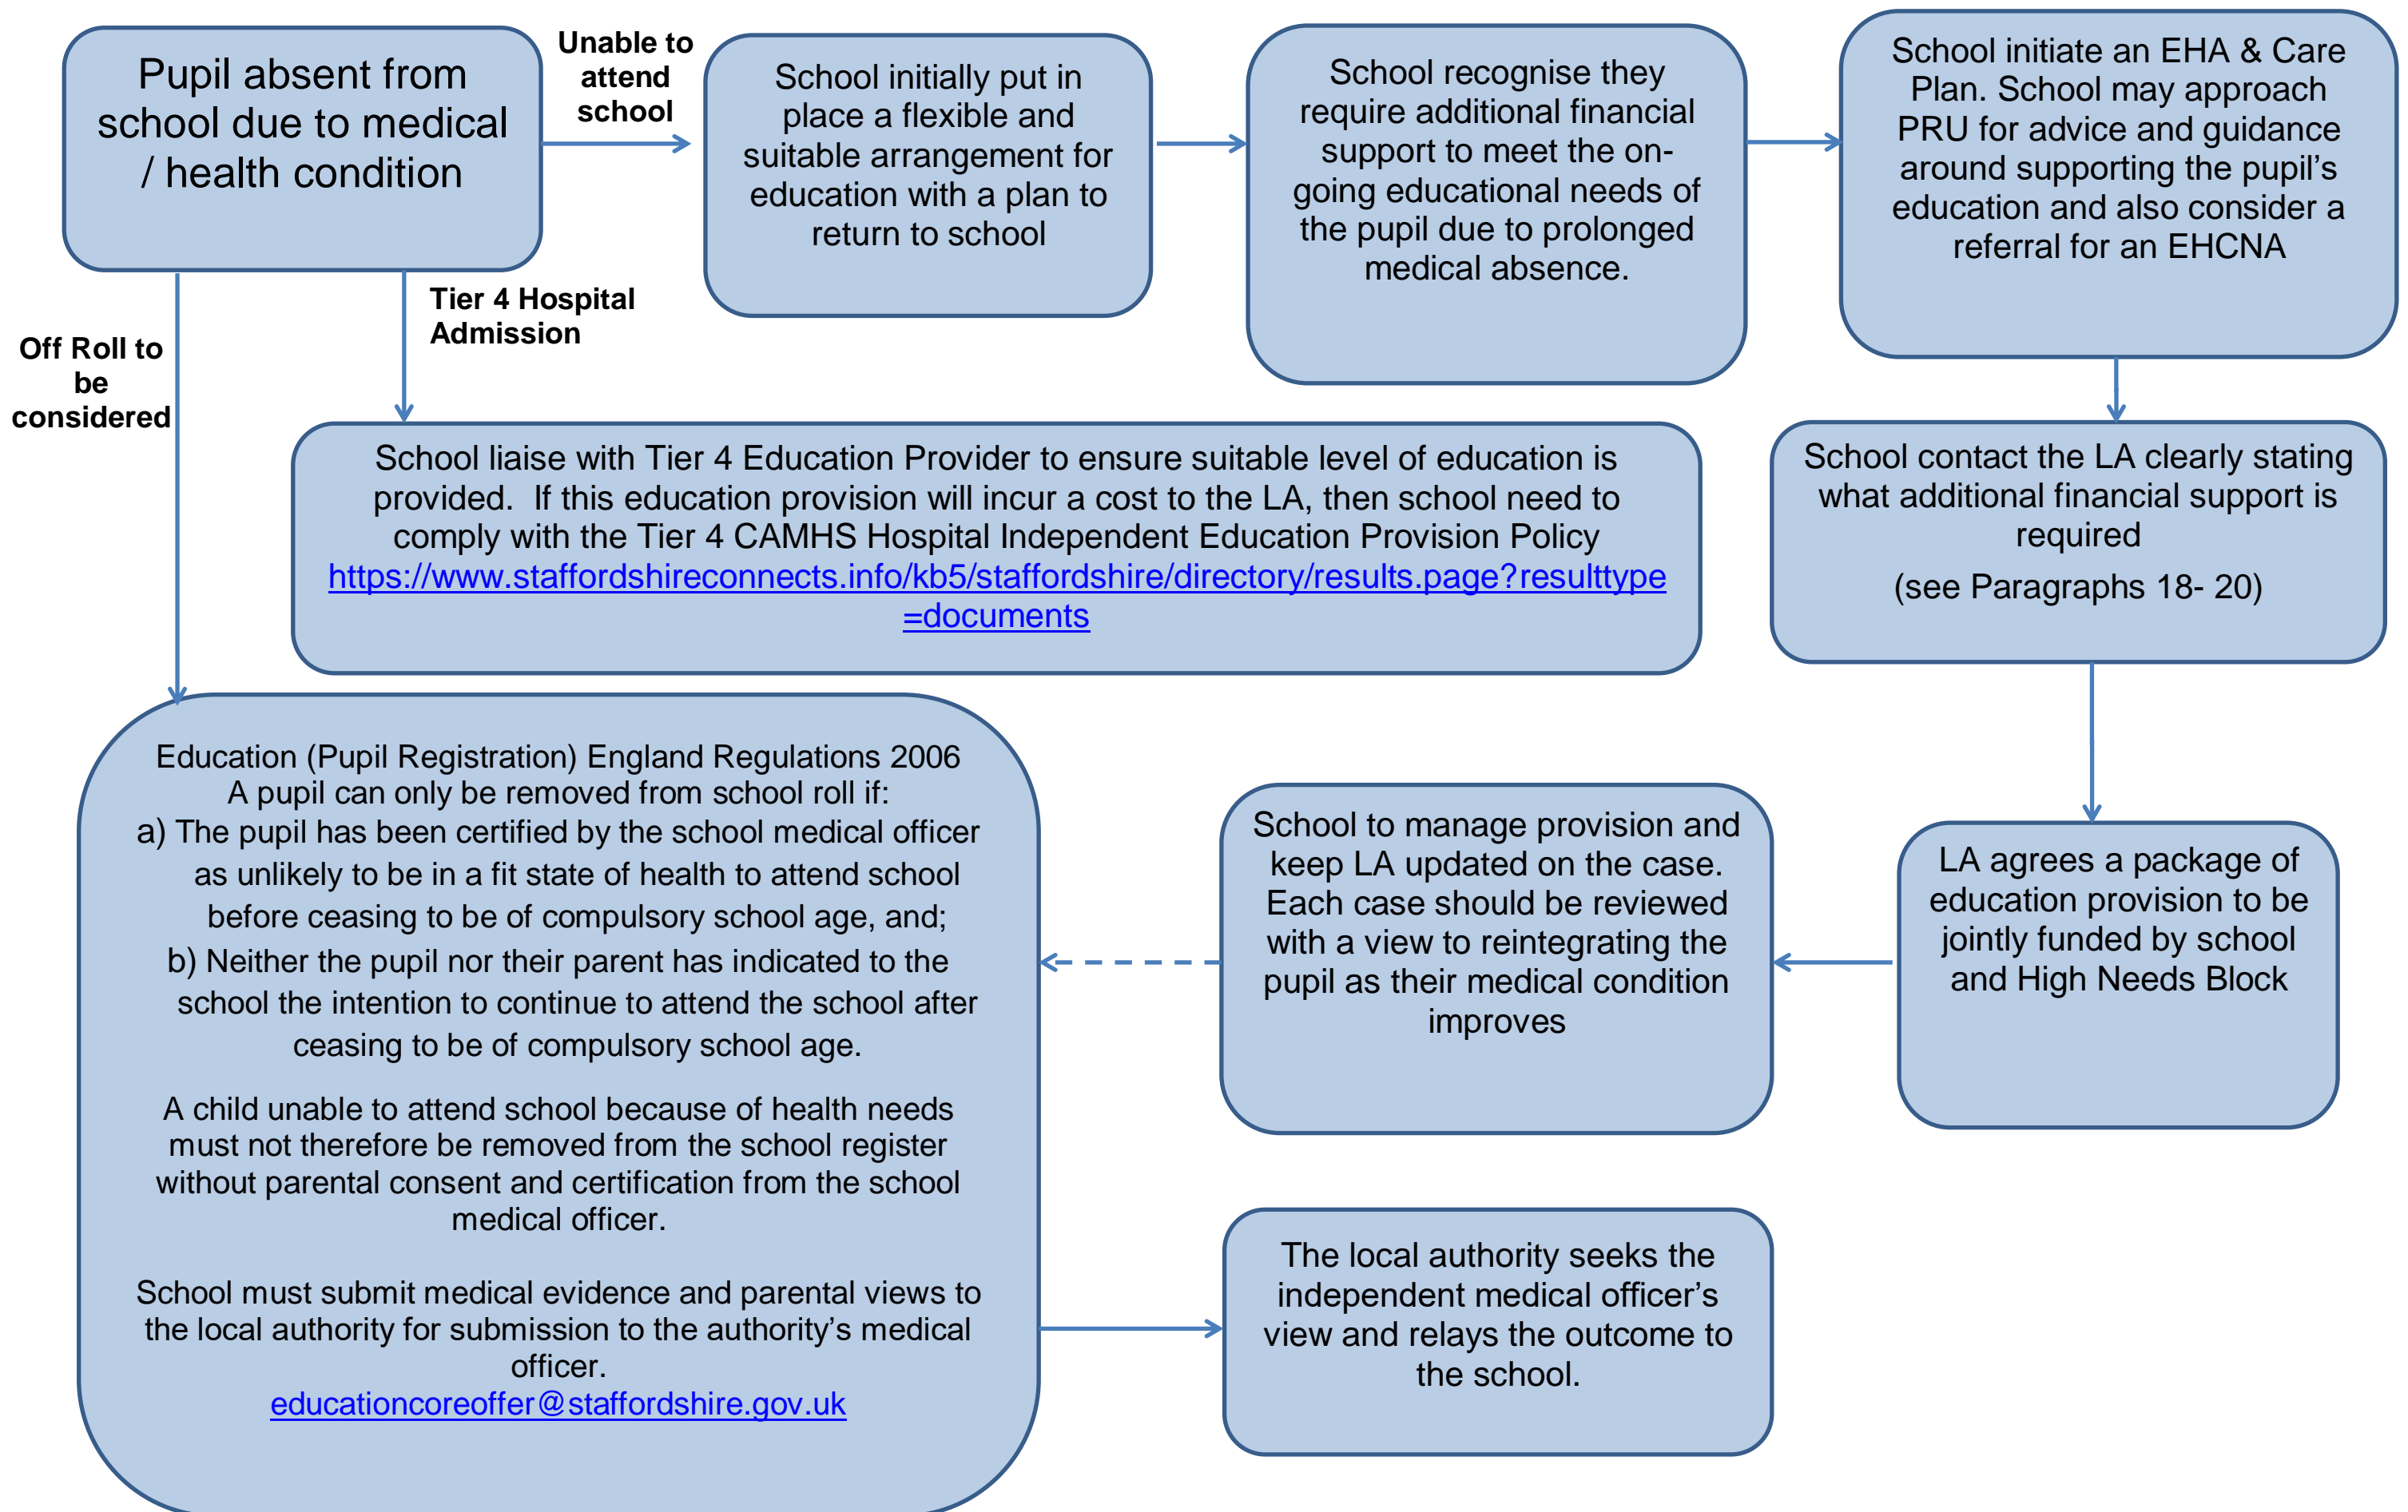 Pupil absent from
school due to medical
/ health condition
Unable to
attend
school
School initially put in
place a flexible and
suitable arrangement for
education with a plan to
return to school
School recognise they
require additional financial
support to meet the on-
going educational needs of
the pupil due to prolonged
medical absence.
School initiate an EHA & Care
Plan. School may approach
PRU for advice and guidance
around supporting the pupil’s
education and also consider a
referral for an EHCNA
Off Roll to
be
considered
Tier 4 Hospital
Admission
School liaise with Tier 4 Education Provider to ensure suitable level of education is
provided.  If this education provision will incur a cost to the LA, then school need to
comply with the Tier 4 CAMHS Hospital Independent Education Provision Policy
https://www.staffordshireconnects.info/kb5/staffordshire/directory/results.page?resulttype
=documents
School contact the LA clearly stating
what additional financial support is
required
(see Paragraphs 18- 20)
LA agrees a package of
education provision to be
jointly funded by school
and High Needs Block
School to manage provision and
keep LA updated on the case.
Each case should be reviewed
with a view to reintegrating the
pupil as their medical condition
improves
Education (Pupil Registration) England Regulations 2006
A pupil can only be removed from school roll if:
a) The pupil has been certified by the school medical officer
as unlikely to be in a fit state of health to attend school
before ceasing to be of compulsory school age, and;
b) Neither the pupil nor their parent has indicated to the
school the intention to continue to attend the school after
ceasing to be of compulsory school age.
A child unable to attend school because of health needs
must not therefore be removed from the school register
without parental consent and certification from the school
medical officer.
School must submit medical evidence and parental views to
the local authority for submission to the authority’s medical
officer.
educationcoreoffer@staffordshire.gov.uk
The local authority seeks the
independent medical officer’s
view and relays the outcome to
the school.